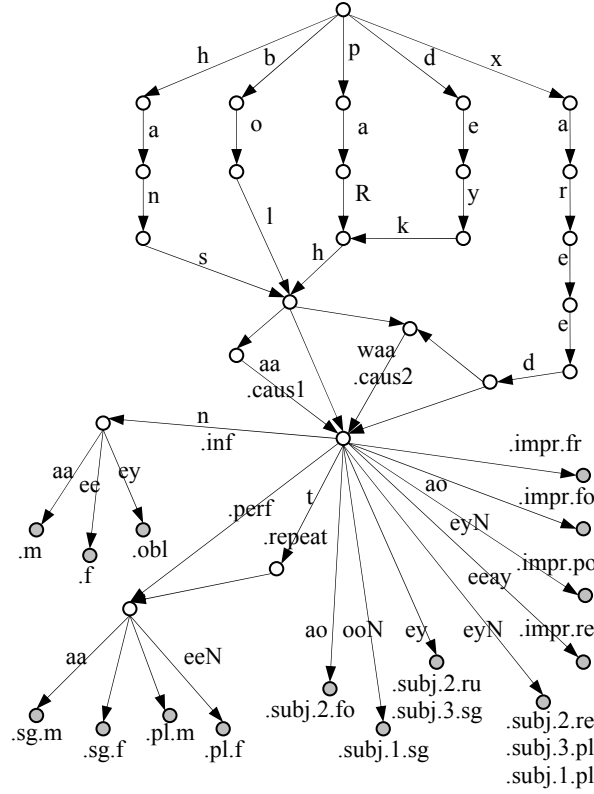 h b p d x
a o a e a
n R y r
l
s h k e
e
aa waa d
.caus1 .caus2
n
.inf .impr.fr
aa ee ey .perf t ao .impr.fo
.repeat eyN
.m .f .obl .impr.po
eeay
ao ooN ey eyN .impr.re
aa eeN
.subj.2.ru
.subj.2.fo .subj.3.sg
.sg.m .sg.f .pl.m .pl.f .subj.1.sg .subj.2.re
.subj.3.pl
.subj.1.pl